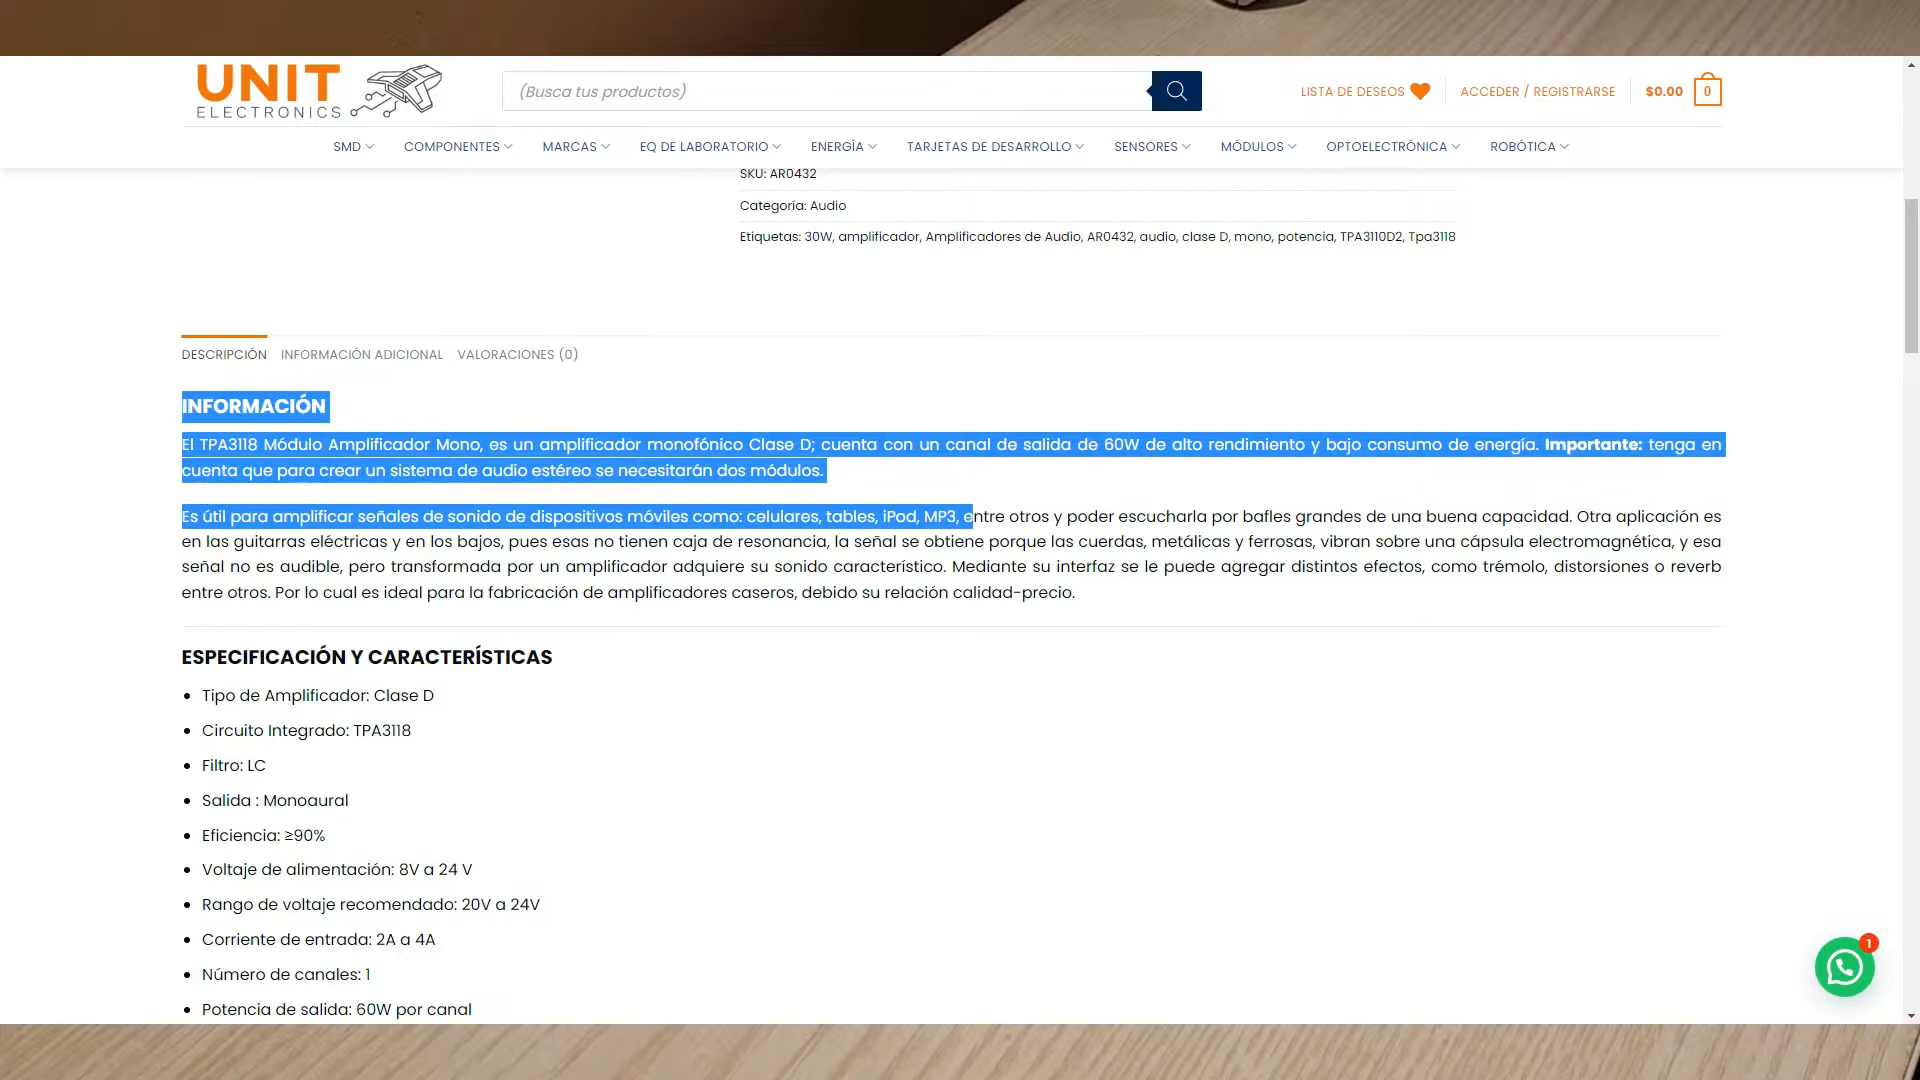 UNIT
ELECTRONICS
(Busca tus productos)
LISTA DE DESEOS
ACCEDER / REGISTRARSE
$0.00
0
SMD
COMPONENTES
MARCAS
EQ DE LABORATORIO
ENERGÍA
TARJETAS DE DESARROLLO
SENSORES
MÓDULOS
OPTOELECTRÓNICA
ROBÓTICA
SKU: AR0432
Categoría: Audio
Etiquetas: 30W, amplificador, Amplificadores de Audio, AR0432, audio, clase D, mono, potencia, TPA3110D2, Tpa3118
DESCRIPCIÓN
INFORMACIÓN ADICIONAL
VALORACIONES (0)
INFORMACIÓN
El TPA3118 Módulo Amplificador Mono, es un amplificador monofónico Clase D; cuenta con un canal de salida de 60W de alto rendimiento y bajo consumo de energía. Importante: tenga en
cuenta que para crear un sistema de audio estéreo se necesitarán dos módulos.
Es útil para amplificar señales de sonido de dispositivos móviles como: celulares, tables, iPod, MP3, entre otros y poder escucharla por bafles grandes de una buena capacidad. Otra aplicación es
en las guitarras eléctricas y en los bajos, pues esas no tienen caja de resonancia, la señal se obtiene porque las cuerdas, metálicas y ferrosas, vibran sobre una cápsula electromagnética, y esa
señal no es audible, pero transformada por un amplificador adquiere su sonido característico. Mediante su interfaz se le puede agregar distintos efectos, como trémolo, distorsiones o reverb
entre otros. Por lo cual es ideal para la fabricación de amplificadores caseros, debido su relación calidad-precio.
ESPECIFICACIÓN Y CARACTERÍSTICAS
Tipo de Amplificador: Clase D
Circuito Integrado: TPA3118
Filtro: LC
Salida : Monoaural
Eficiencia: ≥90%
Voltaje de alimentación: 8V a 24 V
Rango de voltaje recomendado: 20V a 24V
Corriente de entrada: 2A a 4A
Número de canales: 1
Potencia de salida: 60W por canal
1